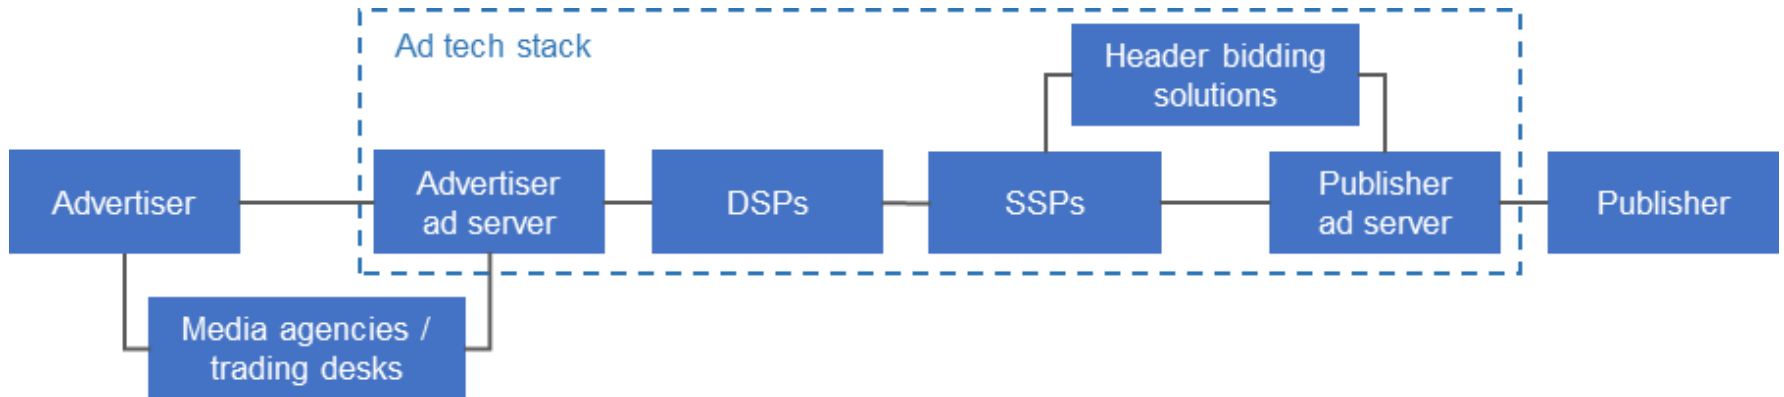 Ad tech stack
Header bidding
solutions
Advertiser
Advertiser
ad server
DSPs
SSPs
Publisher
ad server
Publisher
Media agencies /
trading desks